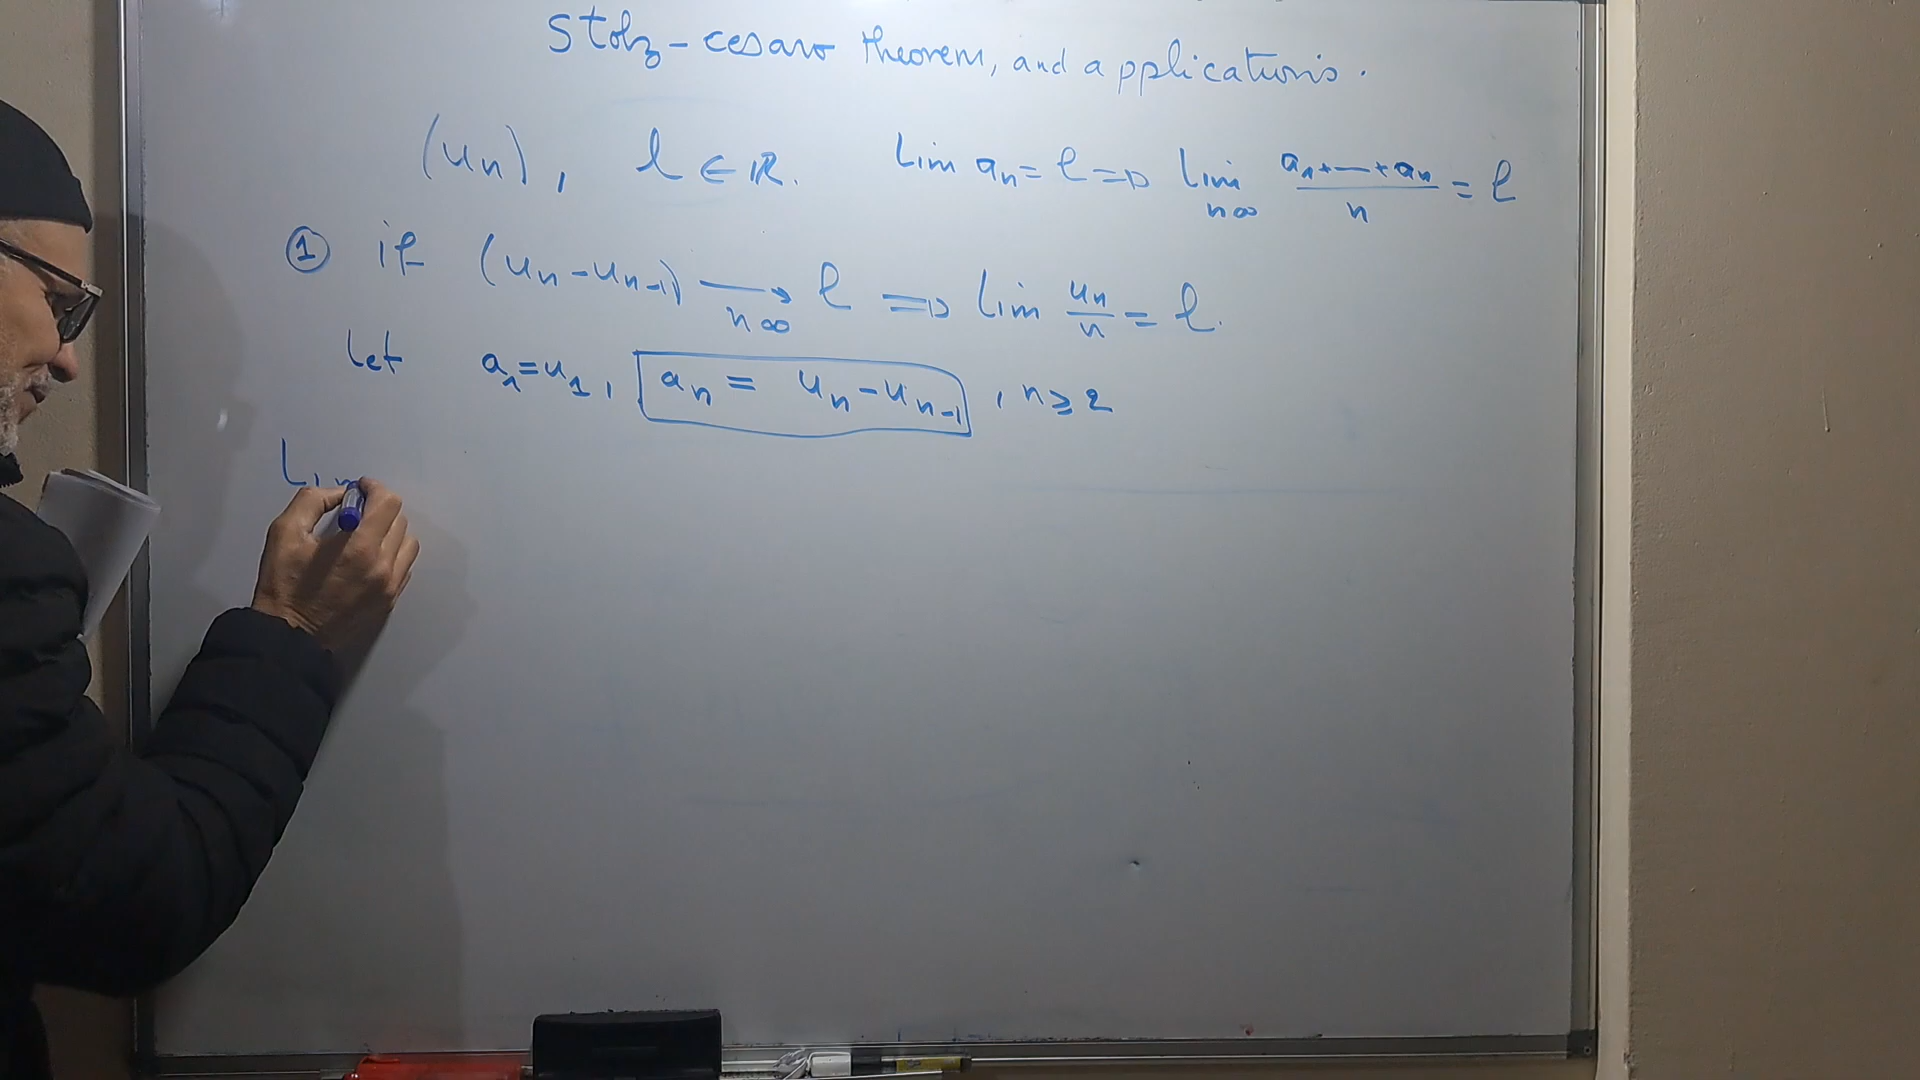 Stolz-cesaro theorem, and applications.
(un), l ∈ ℝ. Lim an = l ⇒ Lim n∞ a1+---+an / n = l
① if (un - un-1) → n∞ l ⇒ lim un/n = l.
Let a1 = u1, an = un - un-1, n ≥ 2
Lim